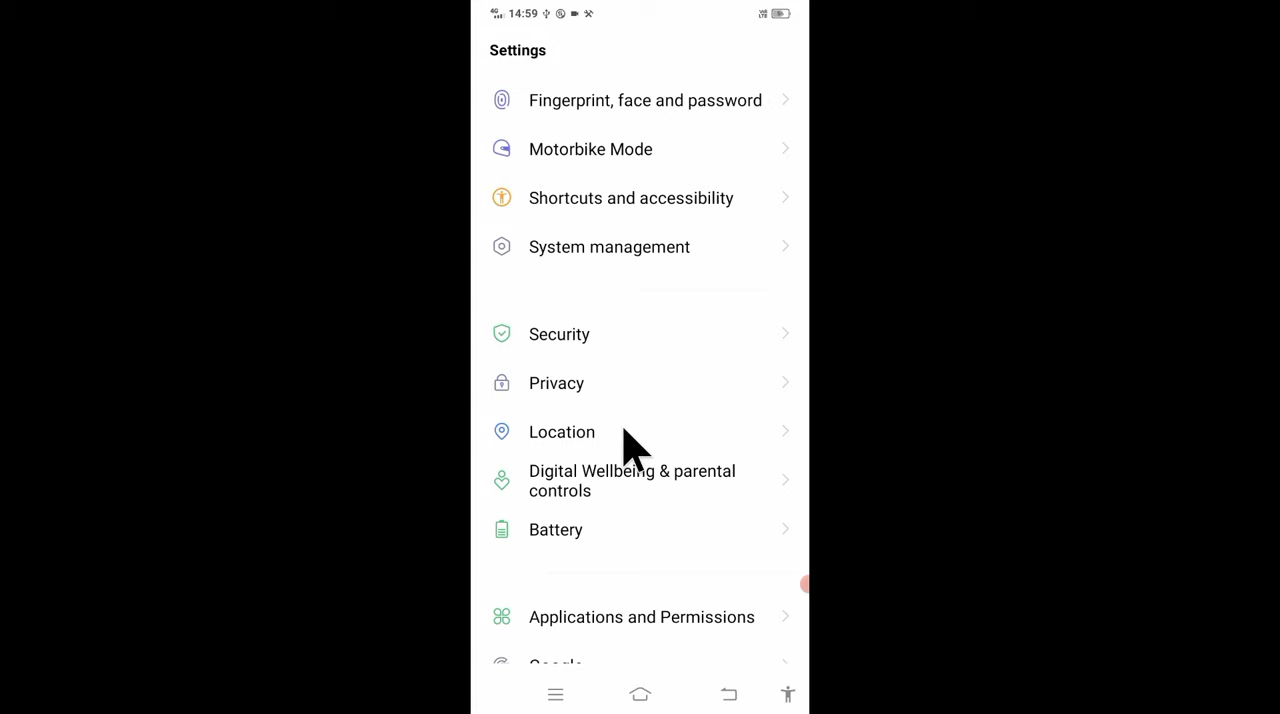 4G 14:59
Settings
Fingerprint, face and password
Motorbike Mode
Shortcuts and accessibility
System management
Security
Privacy
Location
Digital Wellbeing & parental
controls
Battery
Applications and Permissions
Google